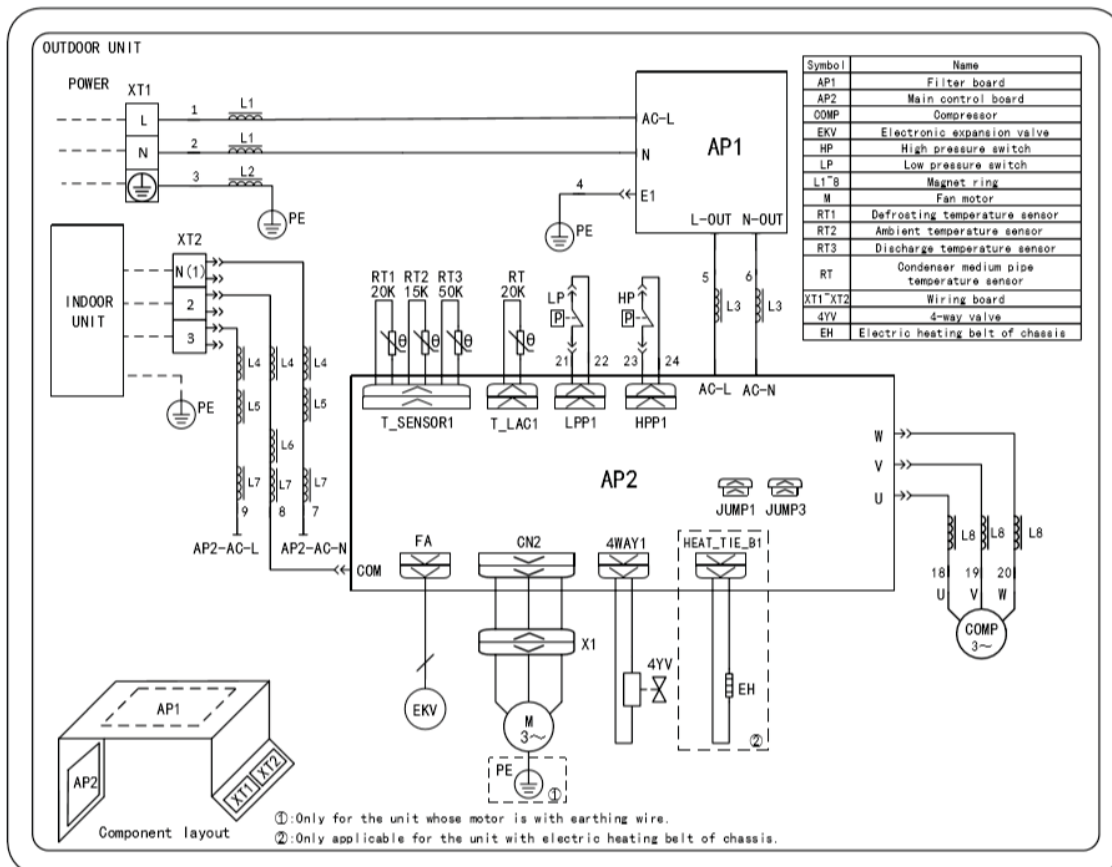 OUTDOOR UNIT
POWER
XT1
L
N
1
2
3
L1
L1
L2
PE
AC-L
N
E1
4
PE
AP1
L-OUT N-OUT
5
6
L3
L3
Symbol Name
AP1 Filter board
AP2 Main control board
COMP Compressor
EKV Electronic expansion valve
HP High pressure switch
LP Low pressure switch
L1~8 Magnet ring
M Fan motor
RT1 Defrosting temperature sensor
RT2 Ambient temperature sensor
RT3 Discharge temperature sensor
RT Condenser medium pipe
temperature sensor
XT1~XT2 Wiring board
4YV 4-way valve
EH Electric heating belt of chassis
INDOOR
UNIT
XT2
N(1)
2
3
PE
L4 L4 L4
L5 L5
L6
L7 L7 L7
9 8 7
AP2-AC-L AP2-AC-N
RT1 RT2 RT3
20K 15K 50K
θ θ θ
RT
20K
θ
LP
P
21 22
HP
P
23 24
AC-L AC-N
T_SENSOR1 T_LAC1 LPP1 HPP1
AP2
JUMP1 JUMP3
W
V
U
L8 L8 L8
18 19 20
U V W
COMP
3~
COM
FA CN2 4WAY1 HEAT_TIE_B1
X1
EKV
M
3~
PE
①
4YV
EH
②
AP1
AP2
XT1 XT2
Component layout
①:Only for the unit whose motor is with earthing wire.
②:Only applicable for the unit with electric heating belt of chassis.